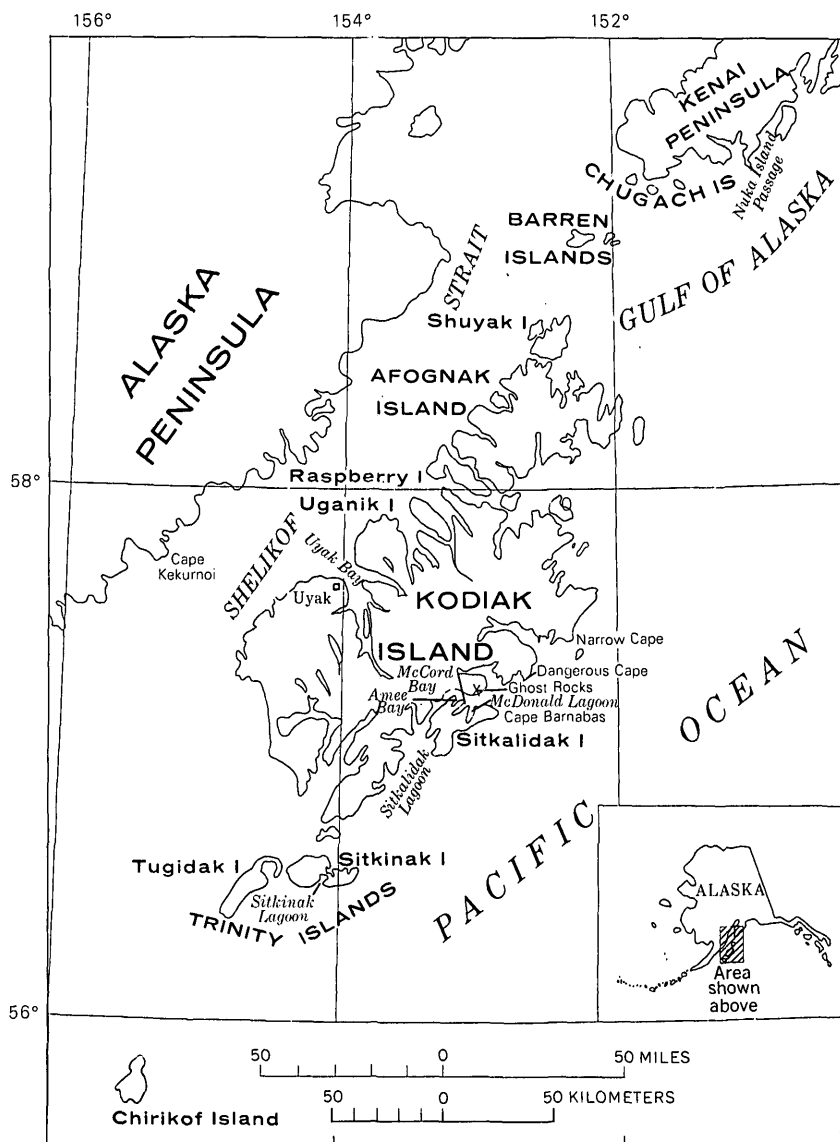 156°
154°
152°
KENAI
PENINSULA
Nuka Island
Passage
CHUGACH IS
BARREN
ISLANDS
STRAIT
GULF OF ALASKA
ALASKA
PENINSULA
Shuyak I
AFOGNAK
ISLAND
58°
Raspberry I
Uganik I
Cape
Kekurnoi
SHELIKOF
Uyak Bay
Uyak
KODIAK
ISLAND
Narrow Cape
McCord
Bay
Dangerous Cape
Ghost Rocks
Amee
Bay
McDonald Lagoon
Cape Barnabas
Sitkalidak I
Sitkalidak
Lagoon
PACIFIC OCEAN
Tugidak I
Sitkinak I
Sitkinak
Lagoon
TRINITY ISLANDS
ALASKA
Area
shown
above
56°
50 0 50 MILES
50 0 50 KILOMETERS
Chirikof Island